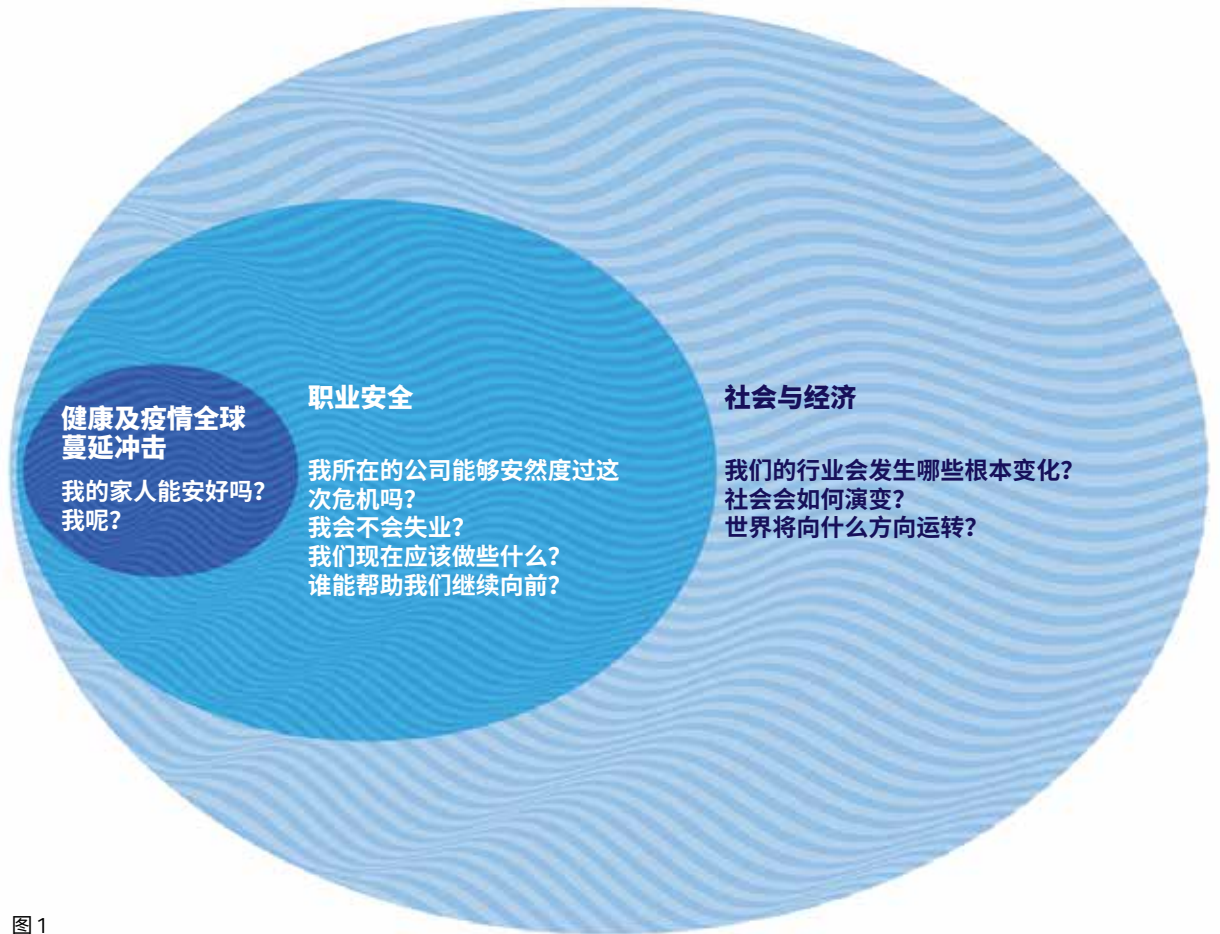 健康及疫情全球
蔓延冲击
我的家人能安好吗？
我呢？
职业安全
我所在的公司能够安然度过这
次危机吗？
我会不会失业？
我们现在应该做些什么？
谁能帮助我们继续向前？
社会与经济
我们的行业会发生哪些根本变化？
社会会如何演变？
世界将向什么方向运转？
图1